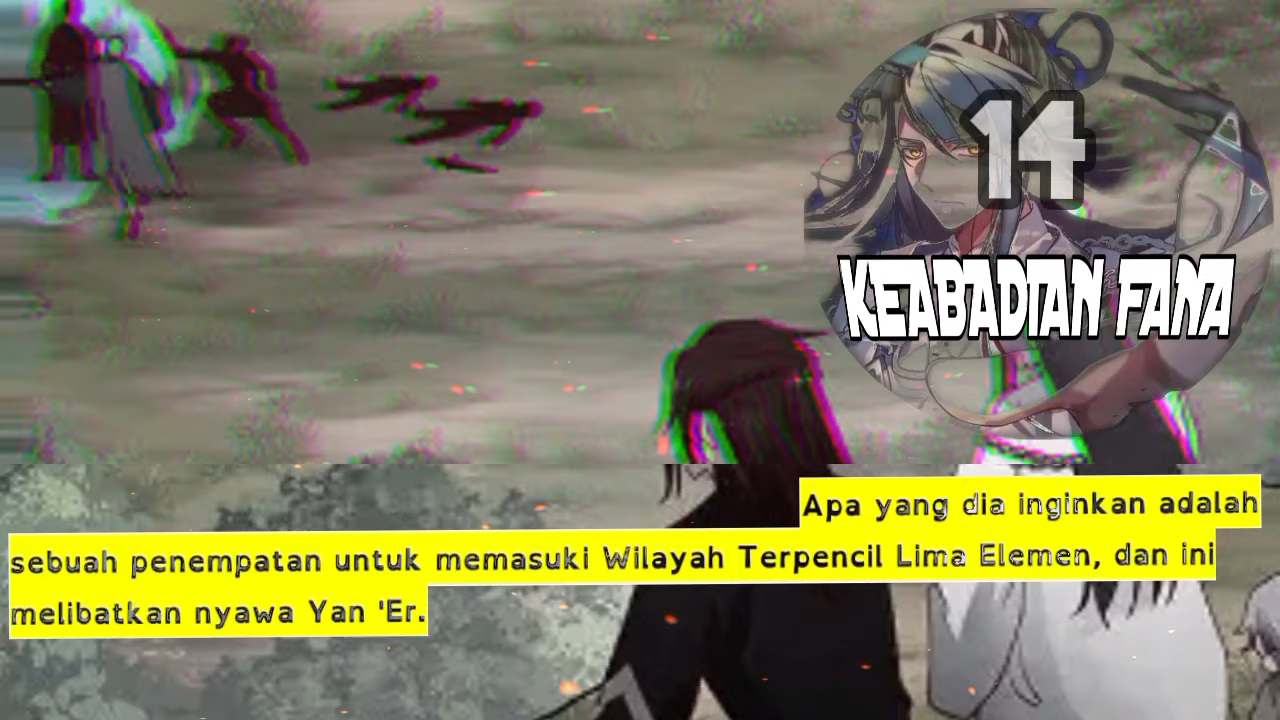 14
KEABADIAN FANA
Apa yang dia inginkan adalah
sebuah penempatan untuk memasuki Wilayah Terpencil Lima Elemen, dan ini
melibatkan nyawa Yan 'Er.